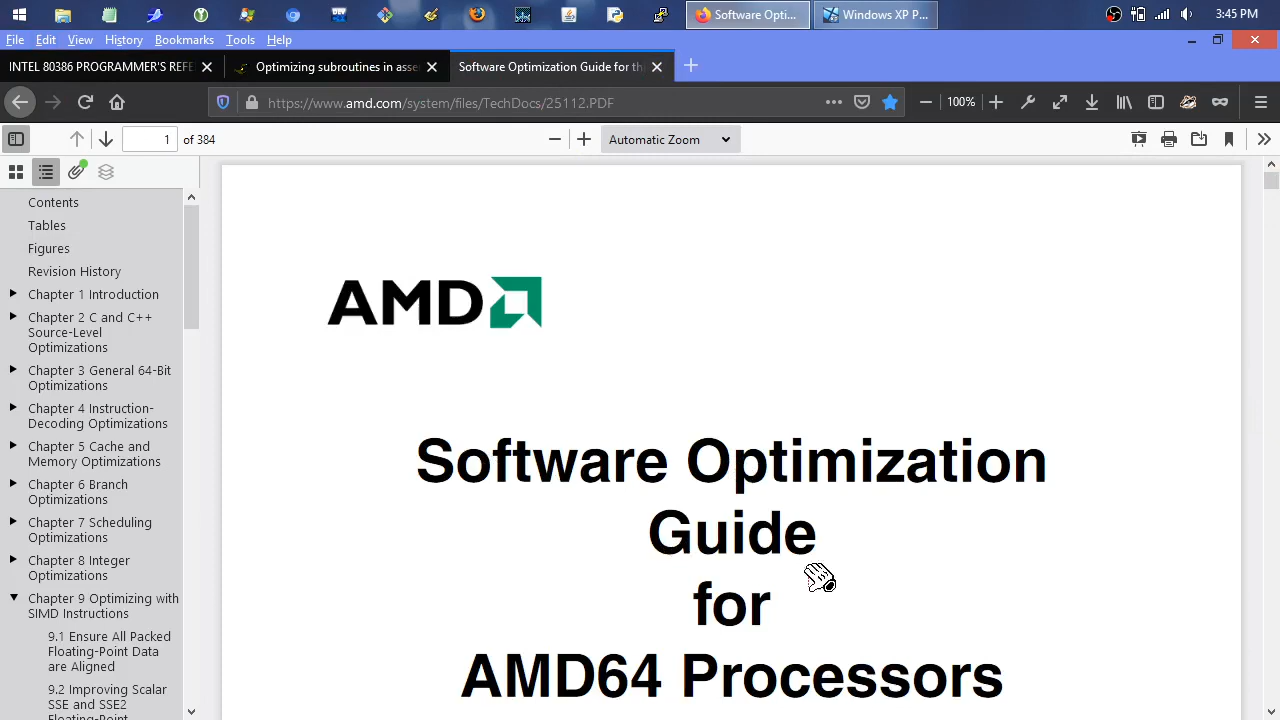 Software Opti...
Windows XP P...
3:45 PM
File Edit View History Bookmarks Tools Help
INTEL 80386 PROGRAMMER'S REFE
Optimizing subroutines in asse
Software Optimization Guide for th
https://www.amd.com/system/files/TechDocs/25112.PDF
100%
1 of 384
Automatic Zoom
Contents
Tables
Figures
Revision History
Chapter 1 Introduction
Chapter 2 C and C++
Source-Level
Optimizations
Chapter 3 General 64-Bit
Optimizations
Chapter 4 Instruction-
Decoding Optimizations
Chapter 5 Cache and
Memory Optimizations
Chapter 6 Branch
Optimizations
Chapter 7 Scheduling
Optimizations
Chapter 8 Integer
Optimizations
Chapter 9 Optimizing with
SIMD Instructions
9.1 Ensure All Packed
Floating-Point Data
are Aligned
9.2 Improving Scalar
SSE and SSE2
Floating-Point
AMD
Software Optimization
Guide
for
AMD64 Processors